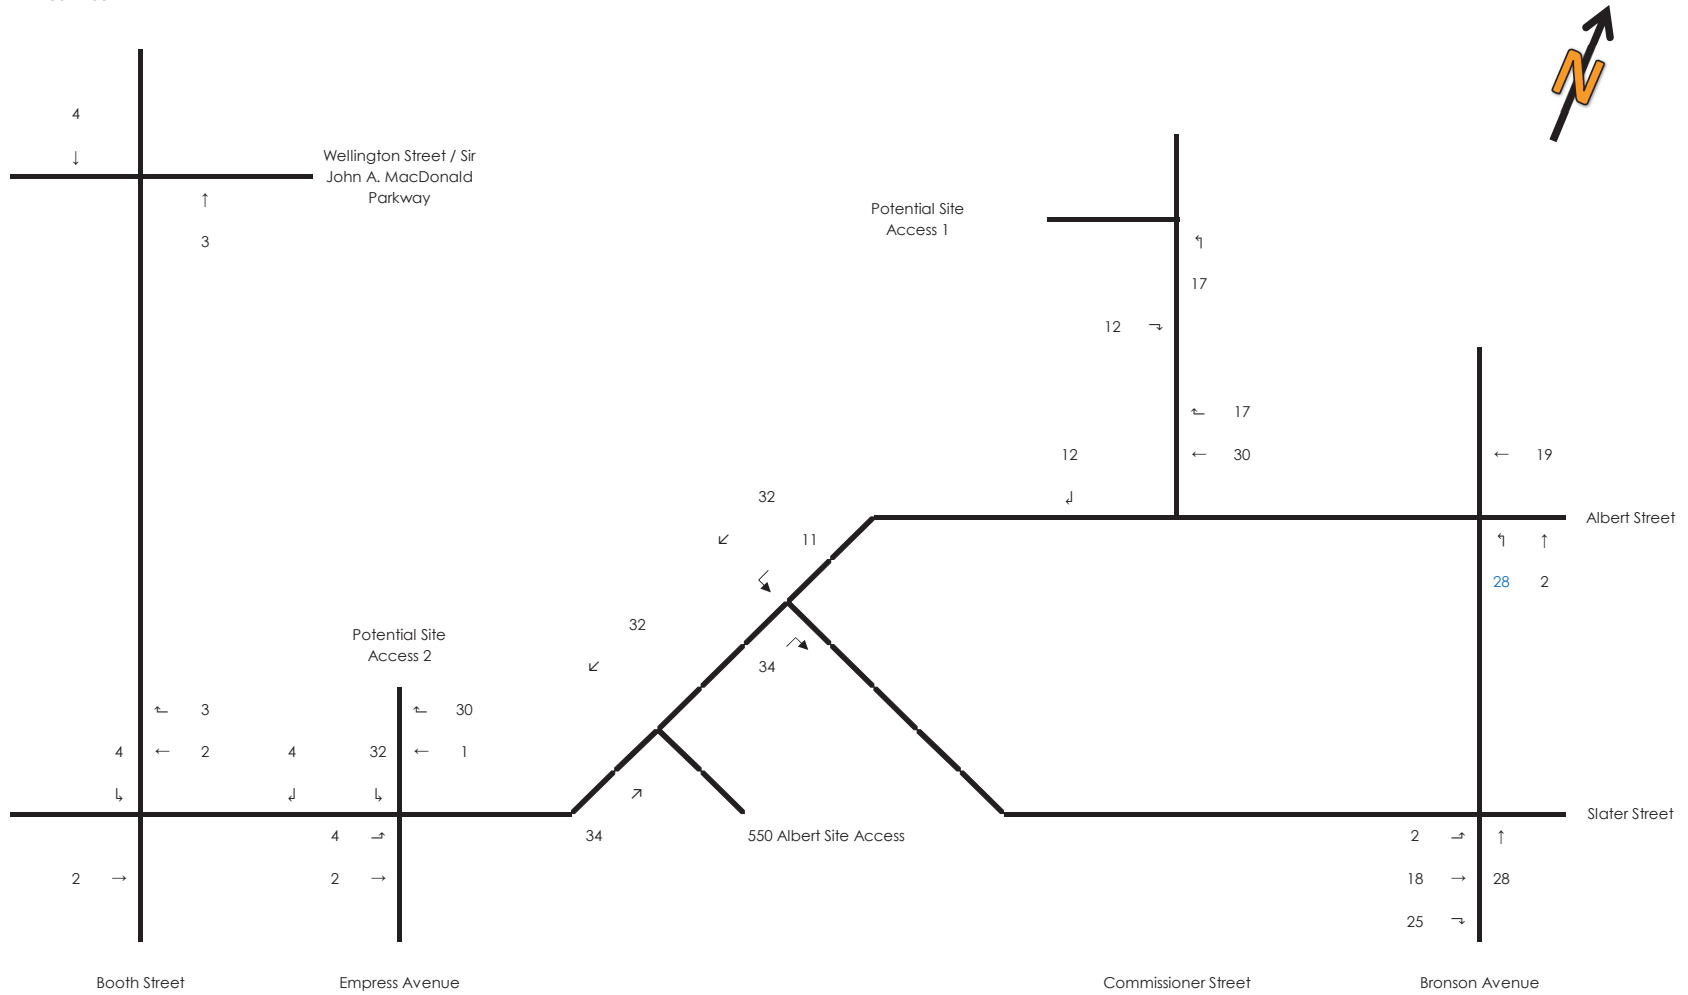 N
4
↓
Wellington Street / Sir
John A. MacDonald
Parkway
↑
3
Potential Site
Access 1
↰
17
12 ⬎
17
12
← 30
← 19
32
↲
Albert Street
↙ 11
↰ ↑
28 2
32
Potential Site
Access 2
↙
34
3
30
4 ← 2
4 32 ← 1
↳ ↲ ↳
↗
Slater Street
4
34
550 Albert Site Access
2 ↑
2 →
2 →
18 → 28
25
Booth Street
Empress Avenue
Commissioner Street
Bronson Avenue